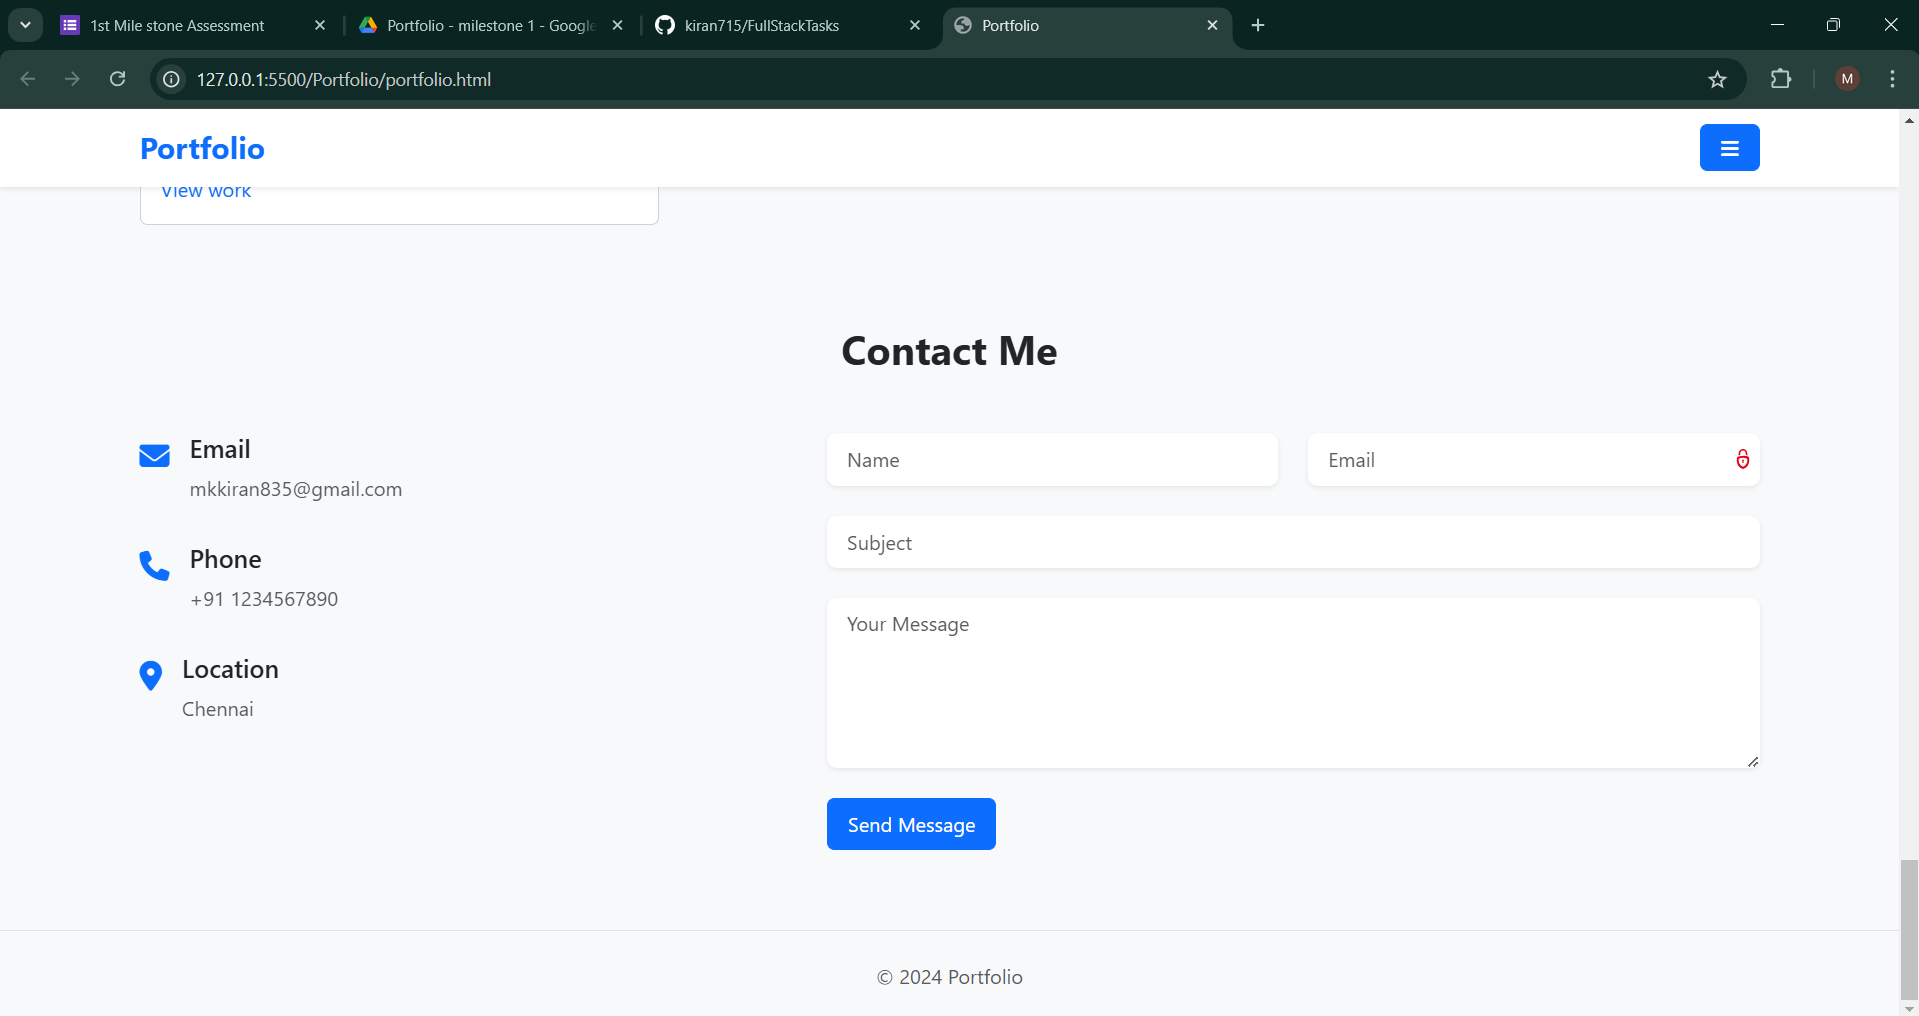 1st Mile stone Assessment
Portfolio - milestone 1 - Google
kiran715/FullStackTasks
Portfolio
127.0.0.1:5500/Portfolio/portfolio.html
M
Portfolio
View work
Contact Me
Email
mkkiran835@gmail.com
Phone
+91 1234567890
Location
Chennai
Name
Email
Subject
Your Message
Send Message
© 2024 Portfolio